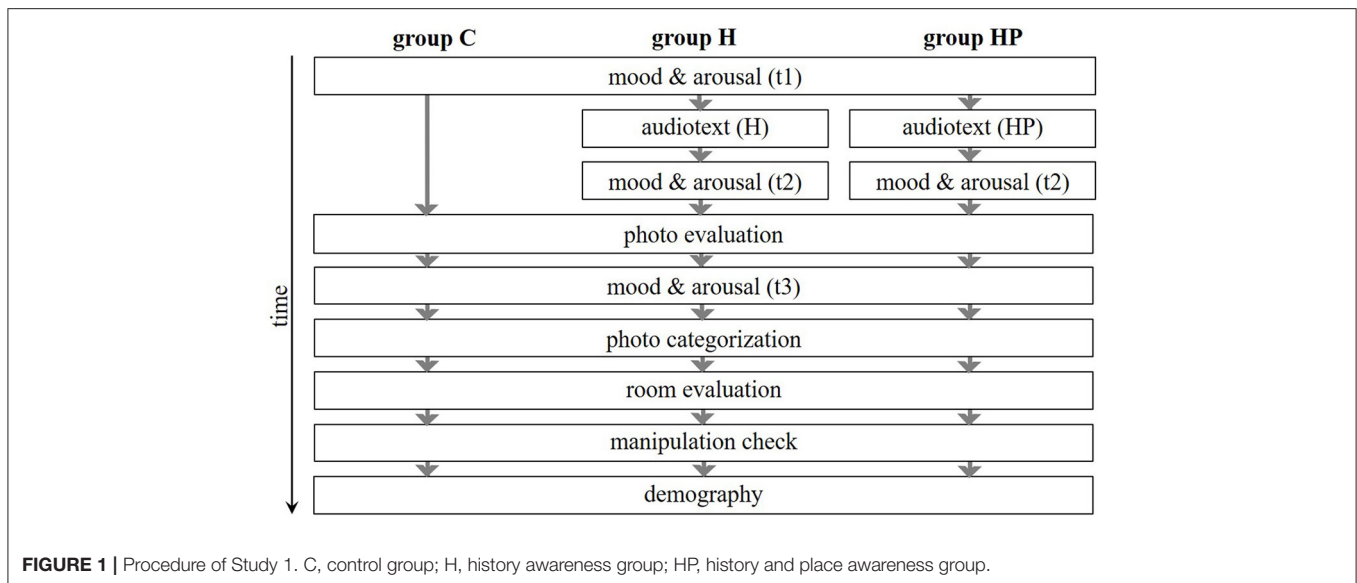 group C group H group HP
mood & arousal (t1)
audiotext (H) audiotext (HP)
mood & arousal (t2) mood & arousal (t2)
photo evaluation
mood & arousal (t3)
time
photo categorization
room evaluation
manipulation check
demography
FIGURE 1 | Procedure of Study 1. C, control group; H, history awareness group; HP, history and place awareness group.